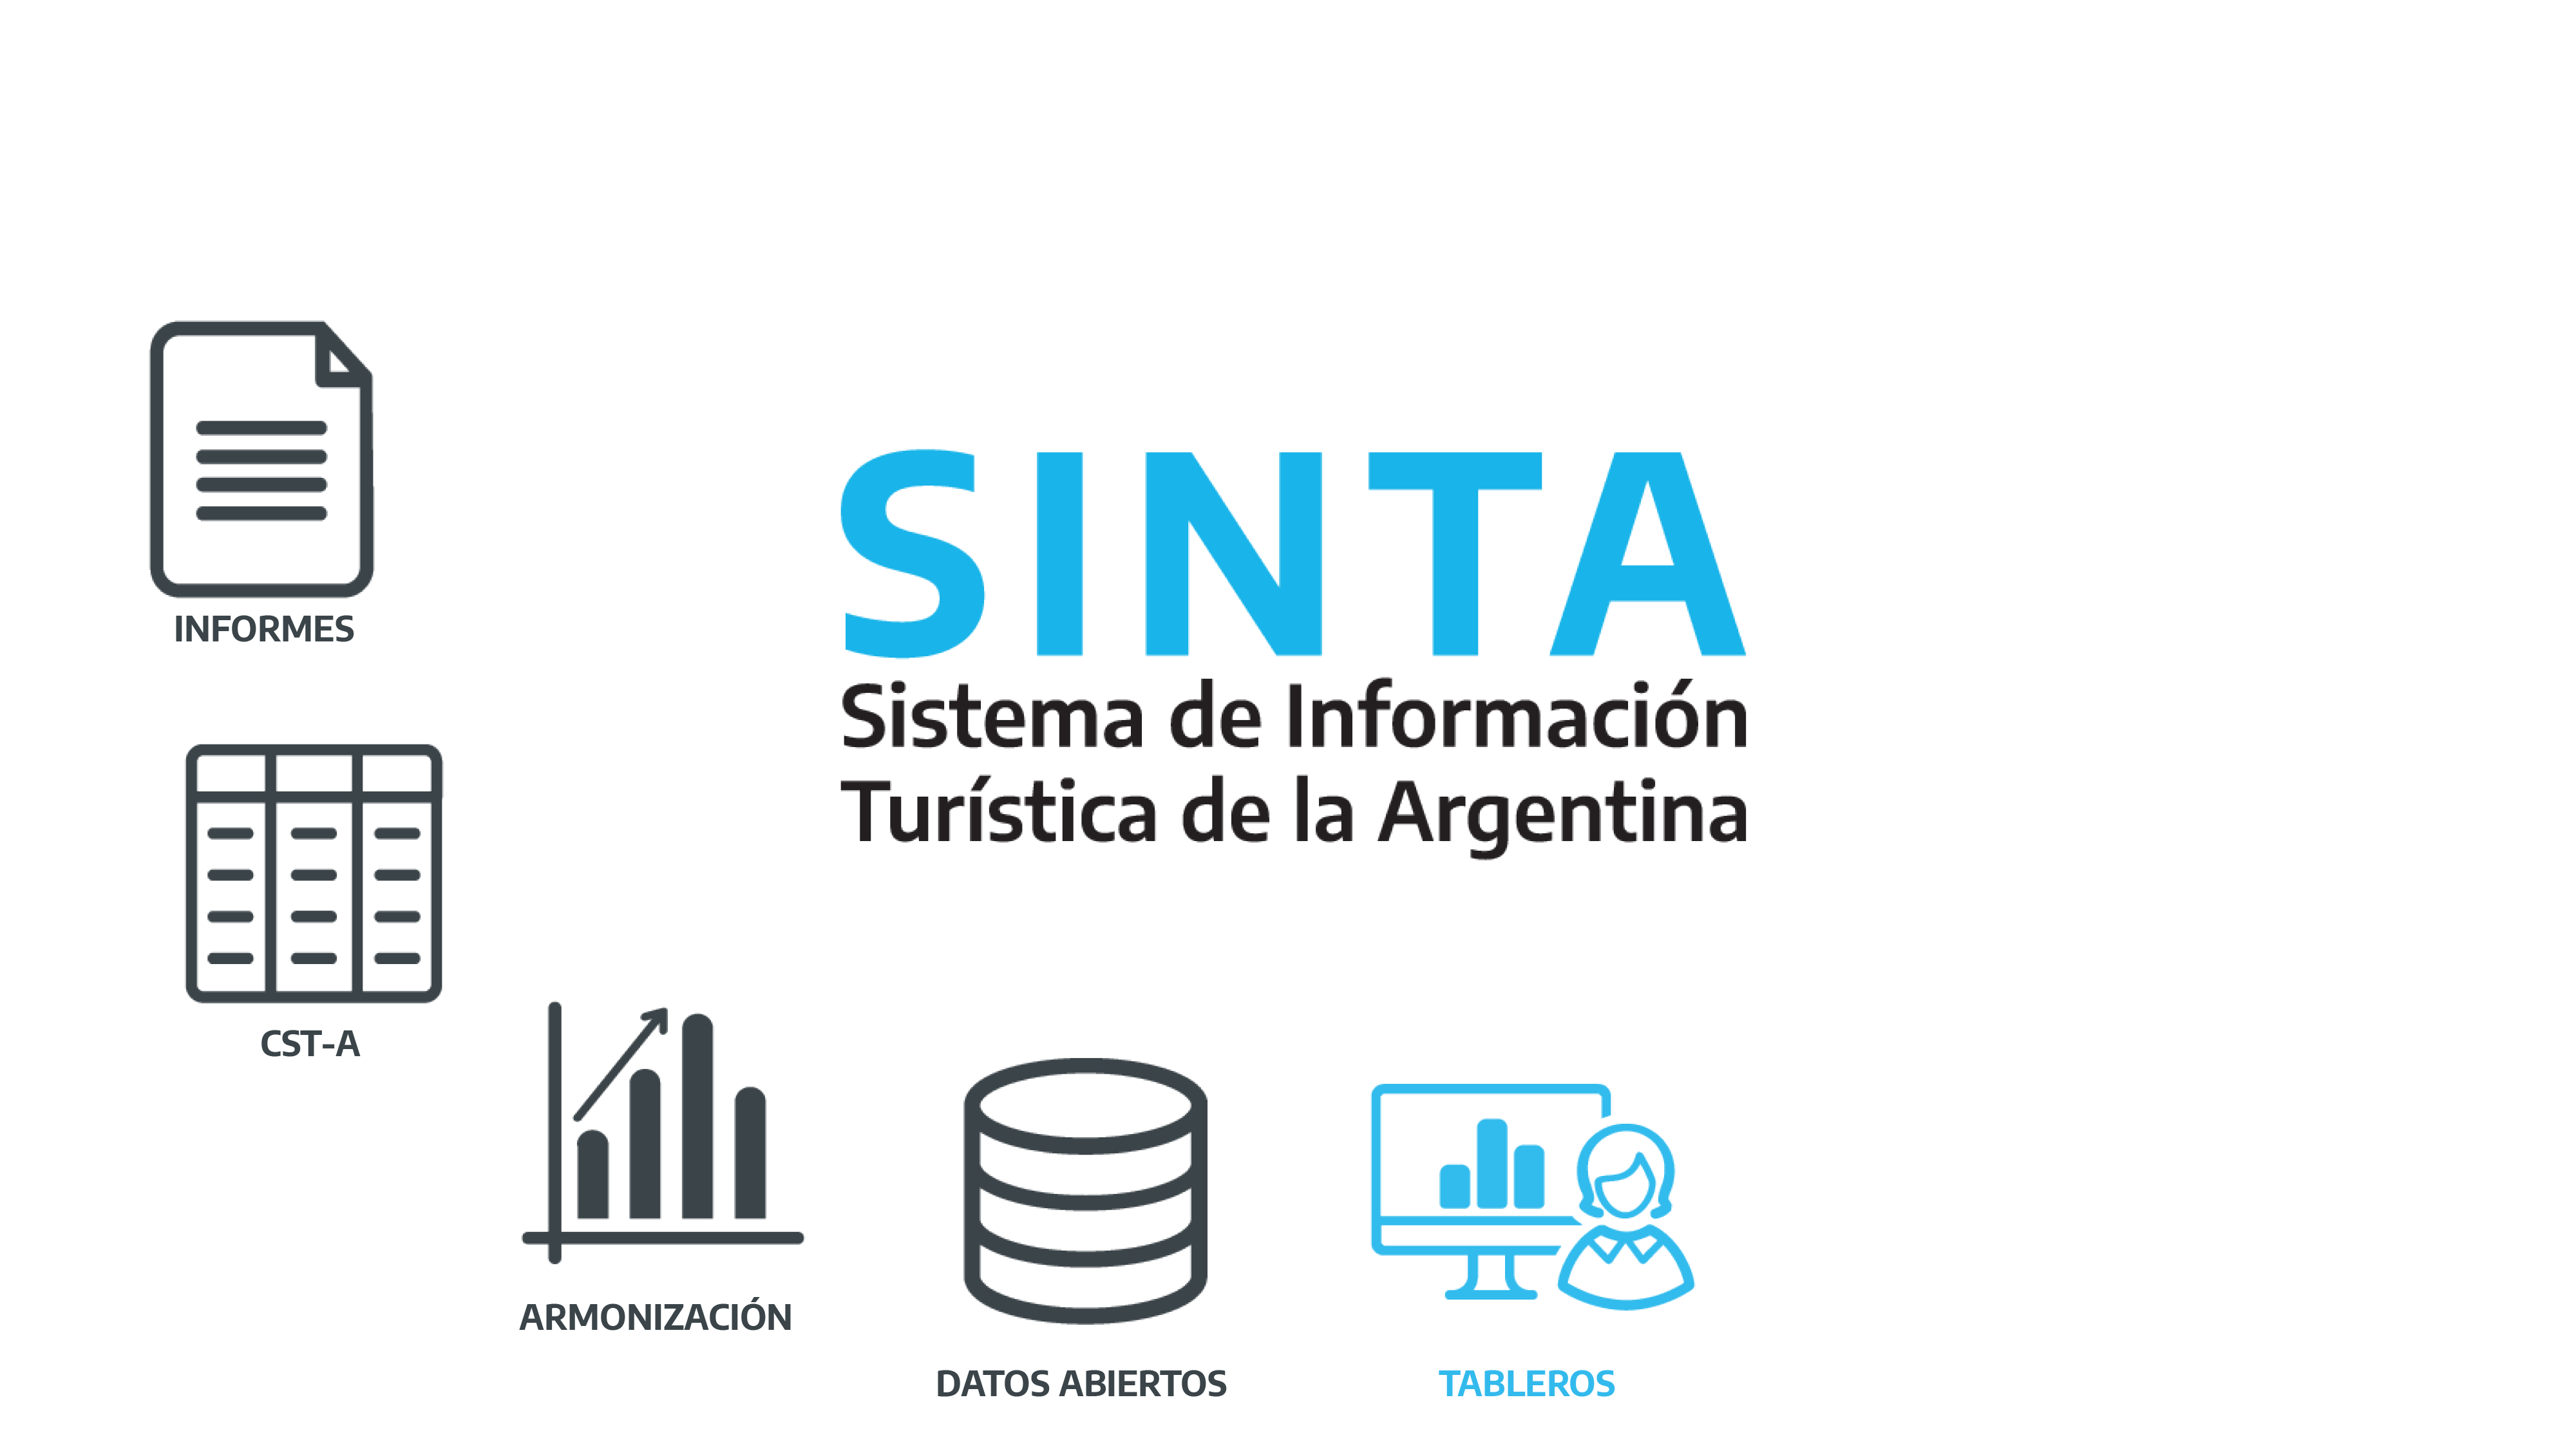 SINTA
Sistema de Información
Turística de la Argentina
INFORMES
CST-A
ARMONIZACIÓN
DATOS ABIERTOS
TABLEROS